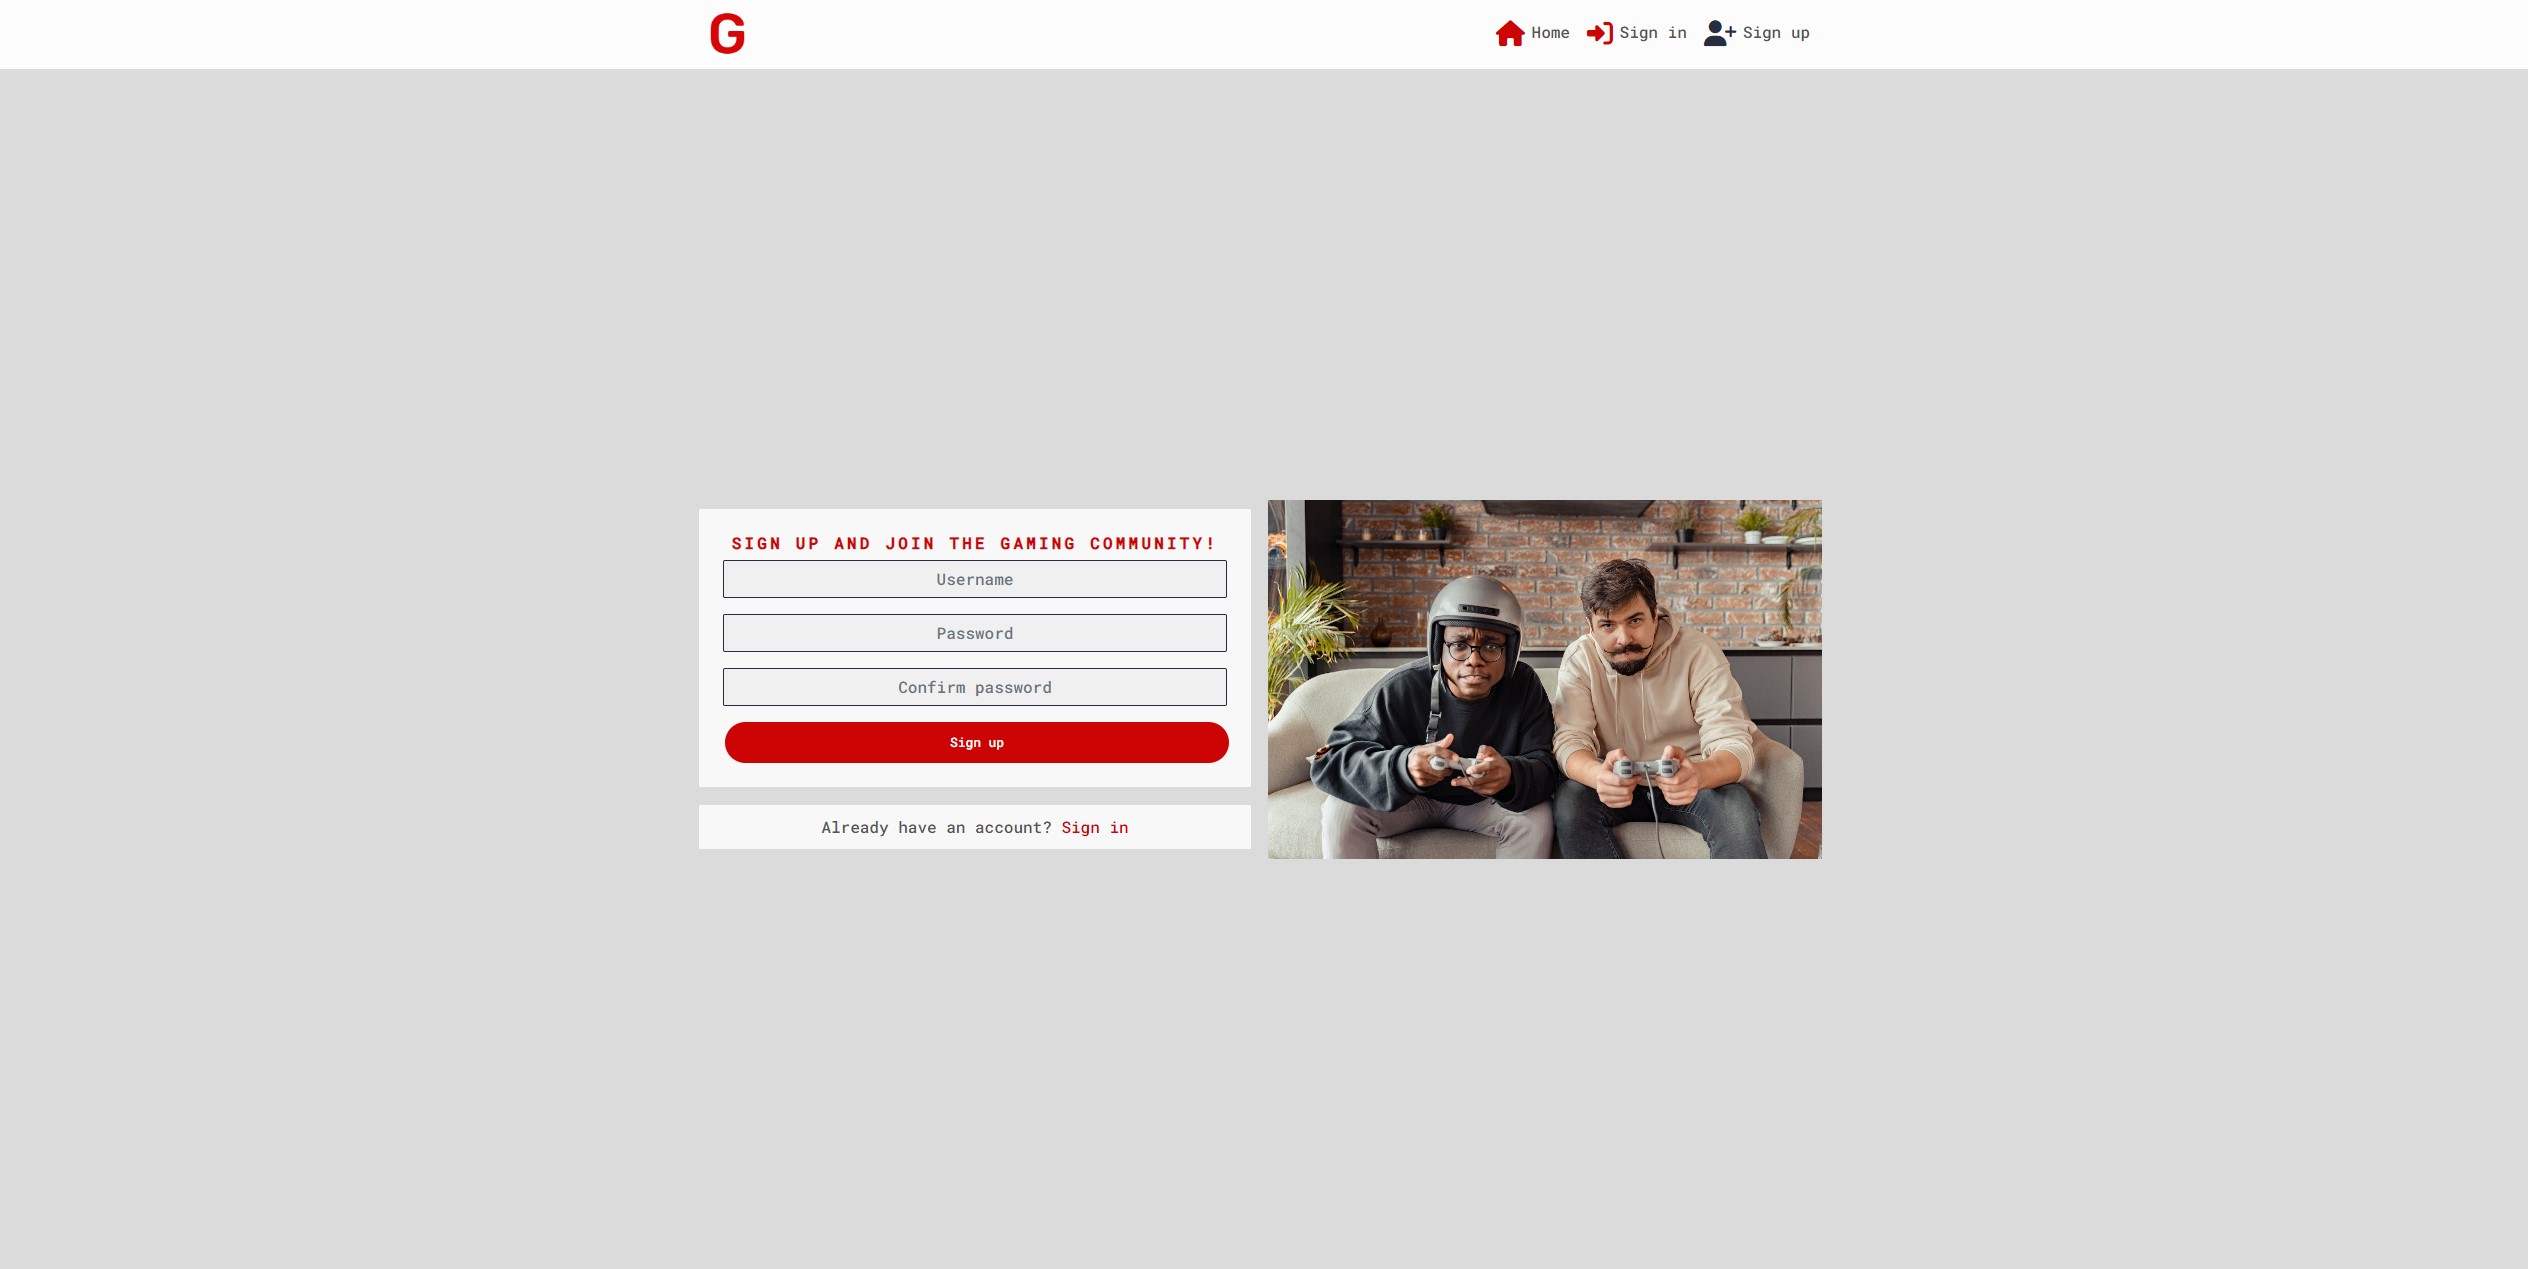 G
Home Sign in Sign up
SIGN UP AND JOIN THE GAMING COMMUNITY!
Username
Password
Confirm password
Sign up
Already have an account? Sign in